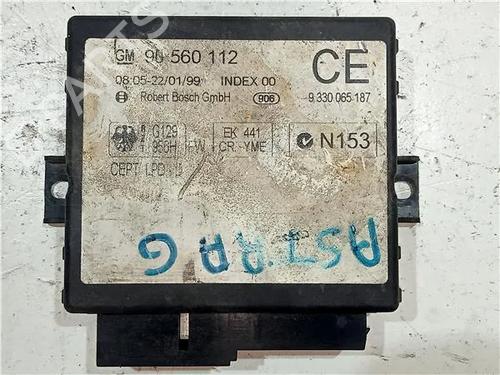 GM 90 560 112
08:05-22/01/99 INDEX 00
Robert Bosch GmbH 906
CE
9 330 065 187
G129
EK 441
CR YME
N153
CEPT LPD
ASTRA G